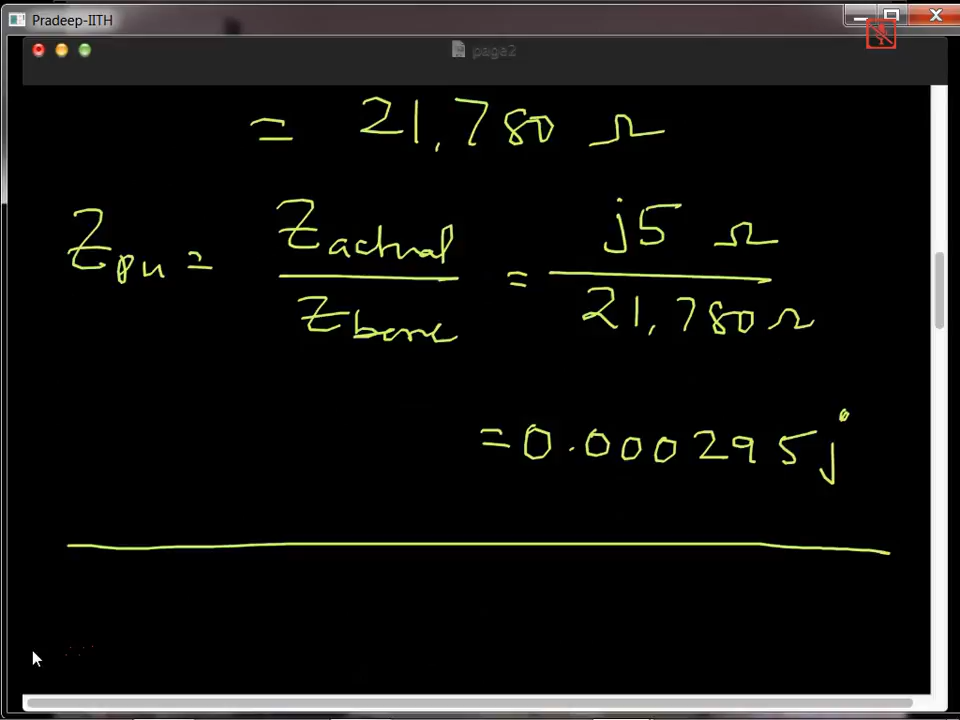 Pradeep-IITH
page2
= 21,780 Ω
Zpu = Zactual / Zbase = j5 Ω / 21,780 Ω
= 0.000295j